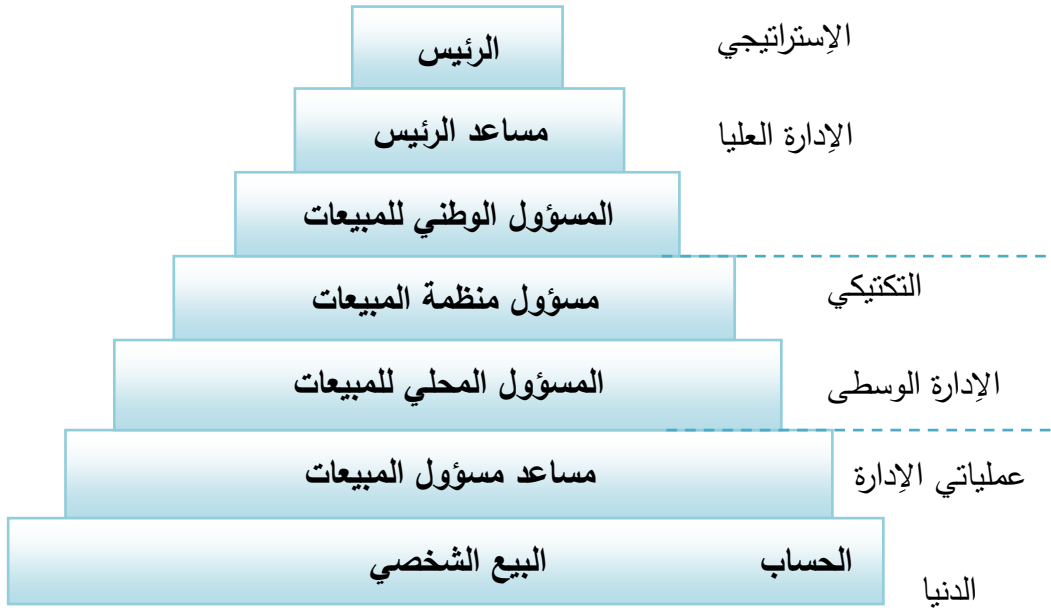 الرئيس
الإستراتيجي
مساعد الرئيس
الإدارة العليا
المسؤول الوطني للمبيعات
مسؤول منظمة المبيعات
التكتيكي
المسؤول المحلي للمبيعات
الإدارة الوسطى
مساعد مسؤول المبيعات
عملياتي الإدارة
الحساب البيع الشخصي
الدنيا